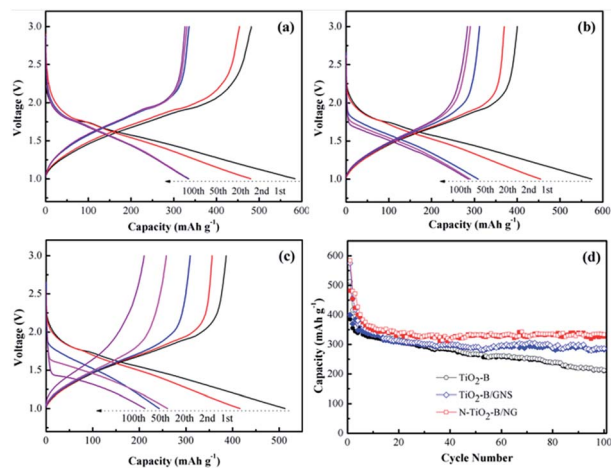 (a)
3.0
2.5
2.0
1.5
1.0
Voltage (V)
100th 50th 20th 2nd 1st
0 100 200 300 400 500 600
Capacity (mAh g-1)
(b)
3.0
2.5
2.0
1.5
1.0
Voltage (V)
100th 50th 20th 2nd 1st
0 100 200 300 400 500 600
Capacity (mAh g-1)
(c)
3.0
2.5
2.0
1.5
1.0
Voltage (V)
100th 50th 20th 2nd 1st
0 100 200 300 400 500
Capacity (mAh g-1)
(d)
600
500
400
300
200
100
0
Capacity (mAh g-1)
TiO2-B
TiO2-B/GNS
N-TiO2-B/NG
0 20 40 60 80 100
Cycle Number